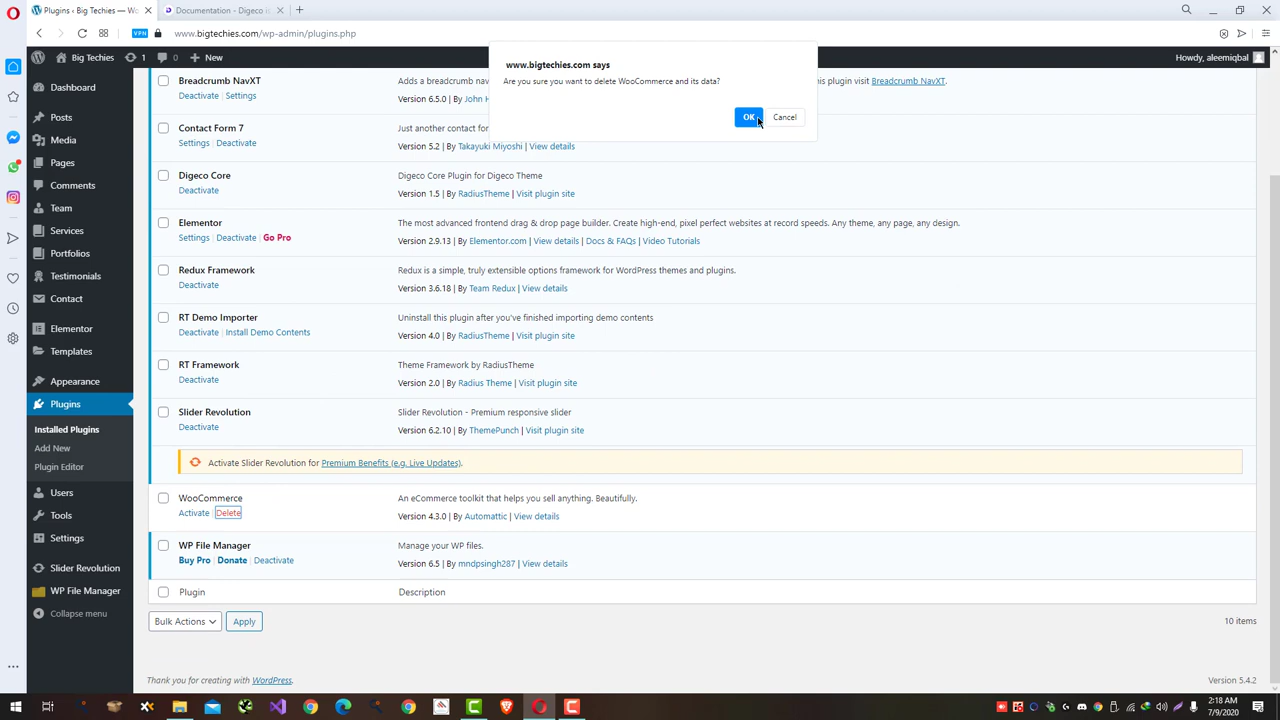 Plugins ‹ Big Techies — Wo
Documentation - Digeco i
VPN
www.bigtechies.com/wp-admin/plugins.php
Big Techies
1
0
New
Howdy, aleemiqbal
www.bigtechies.com says
Are you sure you want to delete WooCommerce and its data?
OK
Cancel
Dashboard
Posts
Media
Pages
Comments
Team
Services
Portfolios
Testimonials
Contact
Elementor
Templates
Appearance
Plugins
Installed Plugins
Add New
Plugin Editor
Users
Tools
Settings
Slider Revolution
WP File Manager
Collapse menu
Breadcrumb NavXT
Deactivate | Settings
Adds a breadcrumb nav
his plugin visit Breadcrumb NavXT.
Version 6.5.0 | By John H
Contact Form 7
Settings | Deactivate
Just another contact for
Version 5.2 | By Takayuki Miyoshi | View details
Digeco Core
Deactivate
Digeco Core Plugin for Digeco Theme
Version 1.5 | By RadiusTheme | Visit plugin site
Elementor
Settings | Deactivate | Go Pro
The most advanced frontend drag & drop page builder. Create high-end, pixel perfect websites at record speeds. Any theme, any page, any design.
Version 2.9.13 | By Elementor.com | View details | Docs & FAQs | Video Tutorials
Redux Framework
Deactivate
Redux is a simple, truly extensible options framework for WordPress themes and plugins.
Version 3.6.18 | By Team Redux | View details
RT Demo Importer
Deactivate | Install Demo Contents
Uninstall this plugin after you've finished importing demo contents
Version 4.0 | By RadiusTheme | Visit plugin site
RT Framework
Deactivate
Theme Framework by RadiusTheme
Version 2.0 | By Radius Theme | Visit plugin site
Slider Revolution
Deactivate
Slider Revolution - Premium responsive slider
Version 6.2.10 | By ThemePunch | Visit plugin site
Activate Slider Revolution for Premium Benefits (e.g. Live Updates).
WooCommerce
Activate | Delete
An eCommerce toolkit that helps you sell anything. Beautifully.
Version 4.3.0 | By Automattic | View details
WP File Manager
Buy Pro | Donate | Deactivate
Manage your WP files.
Version 6.5 | By mndpsingh287 | View details
Plugin
Description
Bulk Actions
Apply
10 items
Thank you for creating with WordPress.
Version 5.4.2
2:18 AM
7/9/2020